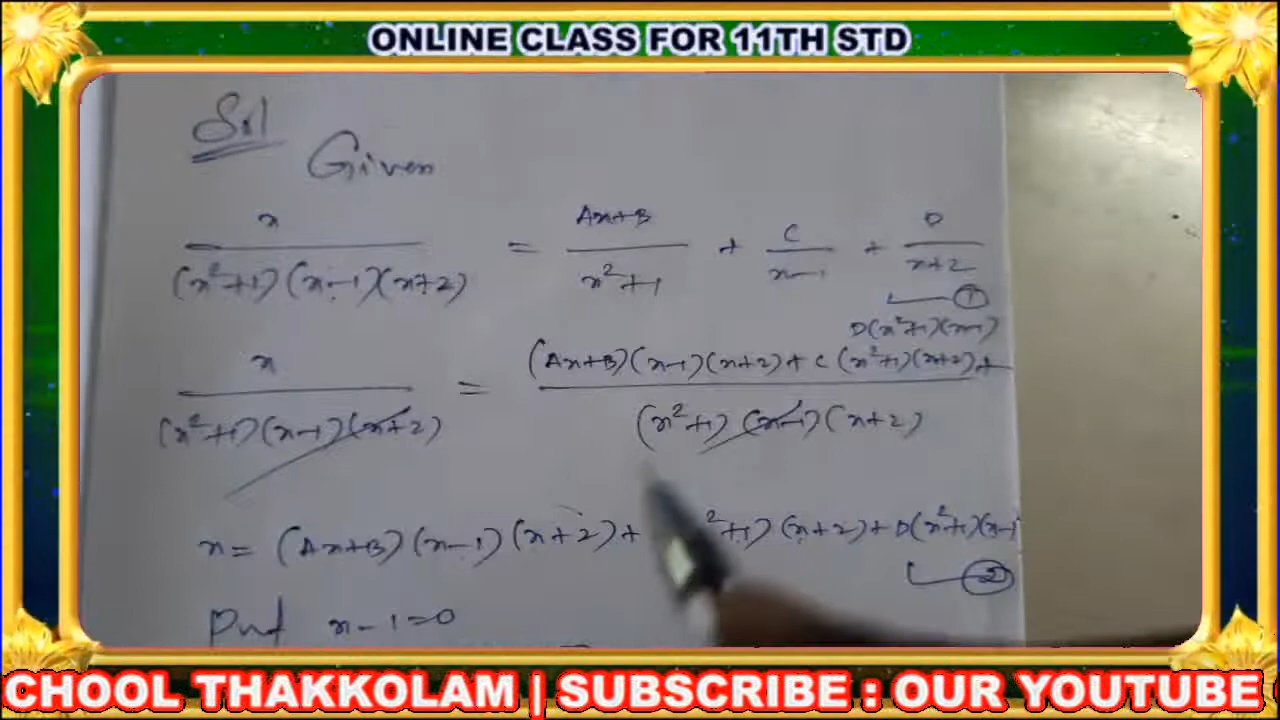 ONLINE CLASS FOR 11TH STD
Sol
Given
x / (x²+1)(x-1)(x+2) = Ax+B / x²+1 + C / x-1 + D / x+2
①
D(x²+1)(x-1)
x / (x²+1)(x-1)(x+2) = (Ax+B)(x-1)(x+2) + C(x²+1)(x+2) + / (x²+1)(x-1)(x+2)
x = (Ax+B)(x-1)(x+2) + ²+1)(x+2) + D(x²+1)(x-1
②
Put x-1=0
CHOOL THAKKOLAM | SUBSCRIBE : OUR YOUTUBE